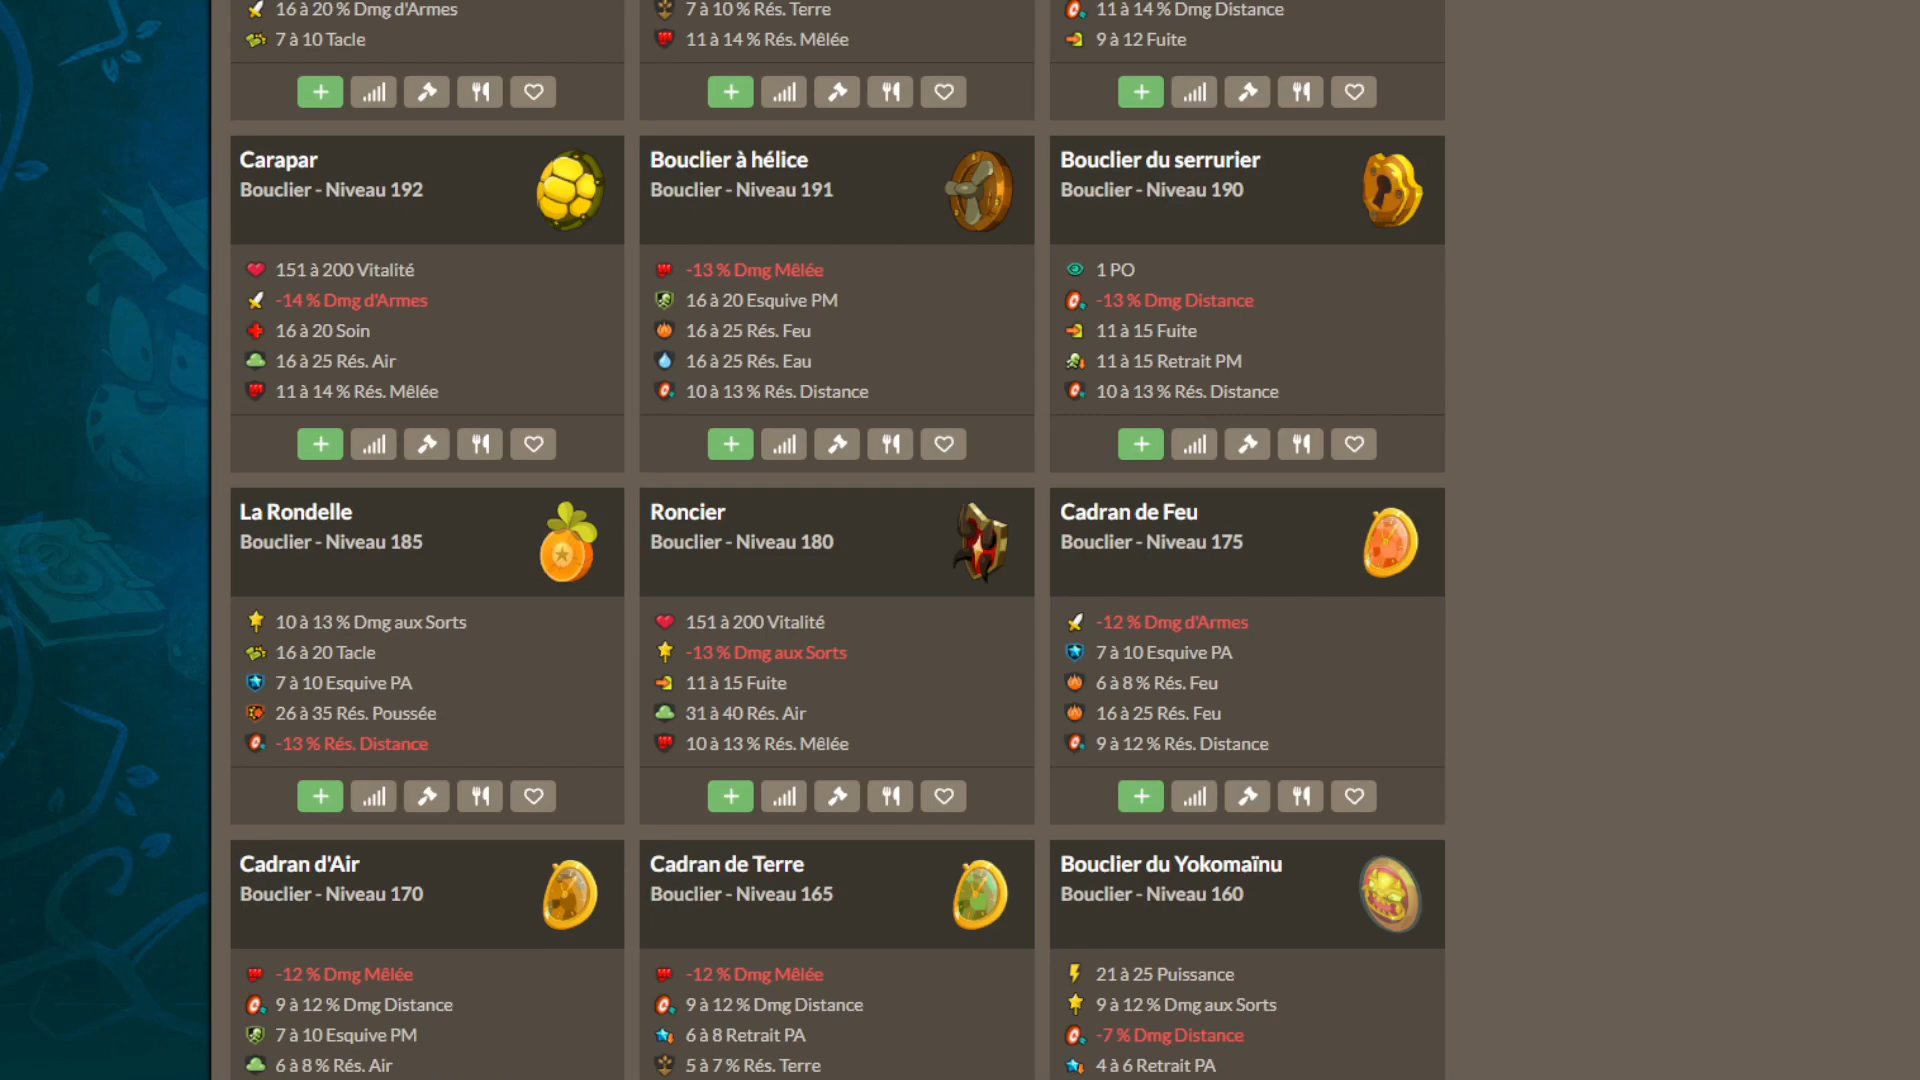 16 à 20 % Dmg d'Armes
7 à 10 Tacle
7 à 10 % Rés. Terre
11 à 14 % Rés. Mêlée
11 à 14 % Dmg Distance
9 à 12 Fuite
Carapar
Bouclier - Niveau 192
151 à 200 Vitalité
-14 % Dmg d'Armes
16 à 20 Soin
16 à 25 Rés. Air
11 à 14 % Rés. Mêlée
Bouclier à hélice
Bouclier - Niveau 191
-13 % Dmg Mêlée
16 à 20 Esquive PM
16 à 25 Rés. Feu
16 à 25 Rés. Eau
10 à 13 % Rés. Distance
Bouclier du serrurier
Bouclier - Niveau 190
1 PO
-13 % Dmg Distance
11 à 15 Fuite
11 à 15 Retrait PM
10 à 13 % Rés. Distance
La Rondelle
Bouclier - Niveau 185
10 à 13 % Dmg aux Sorts
16 à 20 Tacle
7 à 10 Esquive PA
26 à 35 Rés. Poussée
-13 % Rés. Distance
Roncier
Bouclier - Niveau 180
151 à 200 Vitalité
-13 % Dmg aux Sorts
11 à 15 Fuite
31 à 40 Rés. Air
10 à 13 % Rés. Mêlée
Cadran de Feu
Bouclier - Niveau 175
-12 % Dmg d'Armes
7 à 10 Esquive PA
6 à 8 % Rés. Feu
16 à 25 Rés. Feu
9 à 12 % Rés. Distance
Cadran d'Air
Bouclier - Niveau 170
-12 % Dmg Mêlée
9 à 12 % Dmg Distance
7 à 10 Esquive PM
6 à 8 % Rés. Air
Cadran de Terre
Bouclier - Niveau 165
-12 % Dmg Mêlée
9 à 12 % Dmg Distance
6 à 8 Retrait PA
5 à 7 % Rés. Terre
Bouclier du Yokomaïnu
Bouclier - Niveau 160
21 à 25 Puissance
9 à 12 % Dmg aux Sorts
-7 % Dmg Distance
4 à 6 Retrait PA